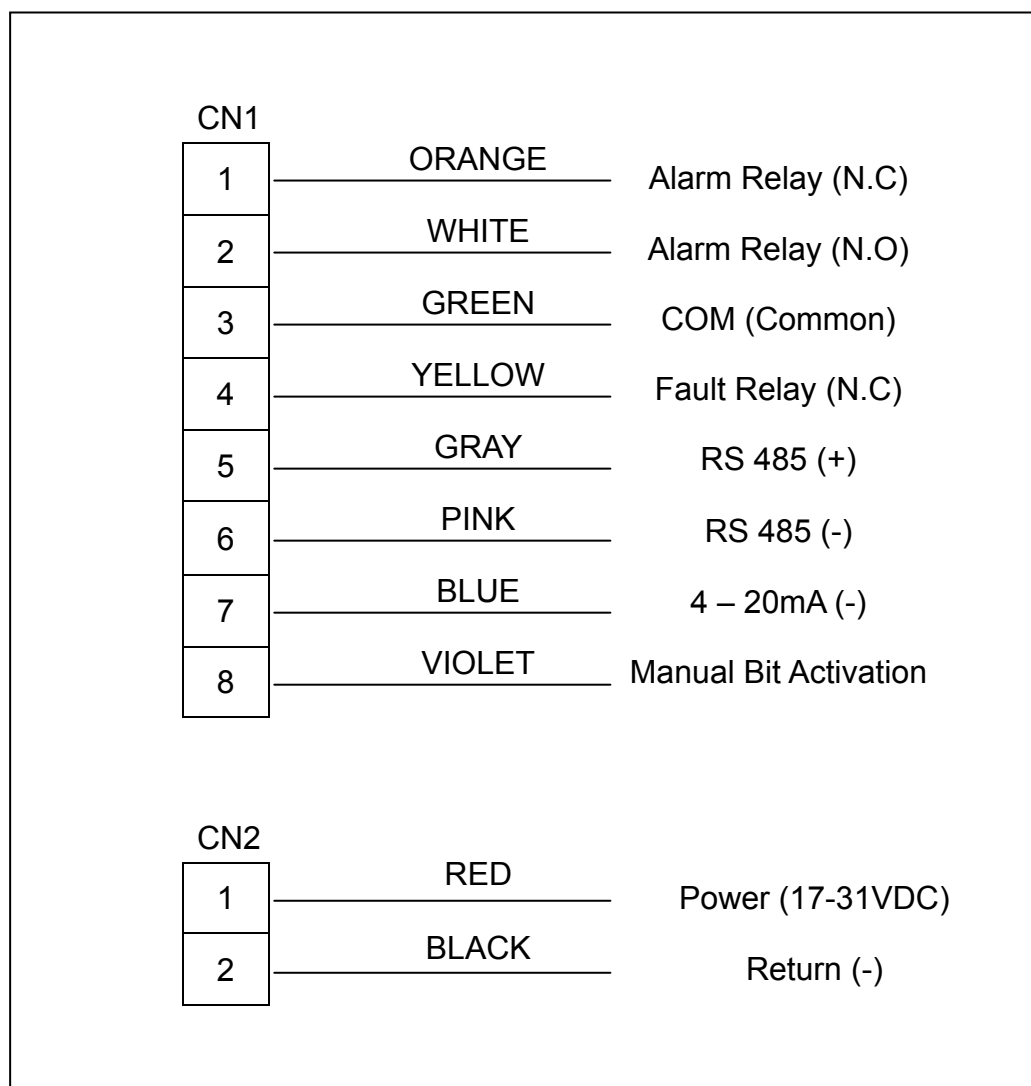 CN1
1 ORANGE Alarm Relay (N.C)
2 WHITE Alarm Relay (N.O)
3 GREEN COM (Common)
4 YELLOW Fault Relay (N.C)
5 GRAY RS 485 (+)
6 PINK RS 485 (-)
7 BLUE 4 – 20mA (-)
8 VIOLET Manual Bit Activation
CN2
1 RED Power (17-31VDC)
2 BLACK Return (-)